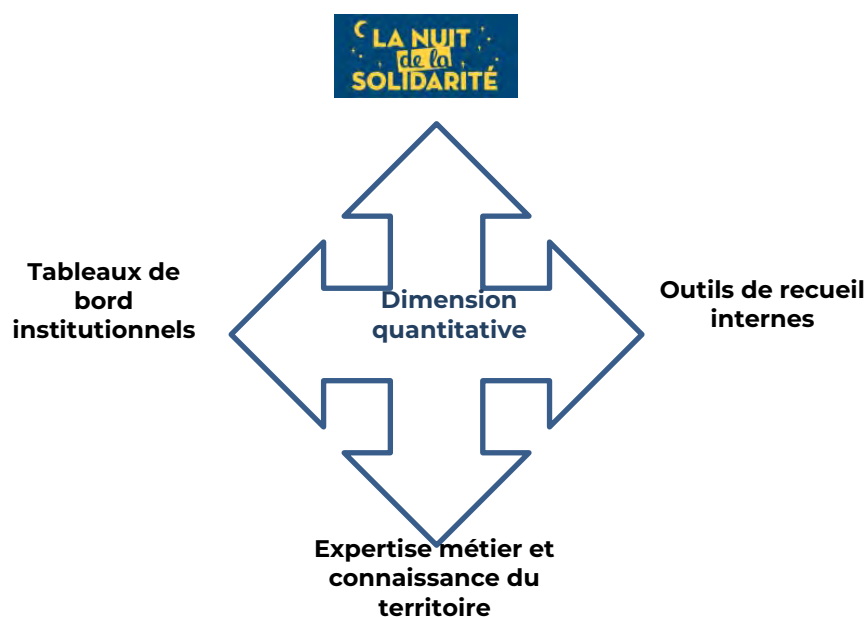 LA NUIT
de la
SOLIDARITÉ
Tableaux de
bord
institutionnels
Dimension
quantitative
Outils de recueil
internes
Expertise métier et
connaissance du
territoire